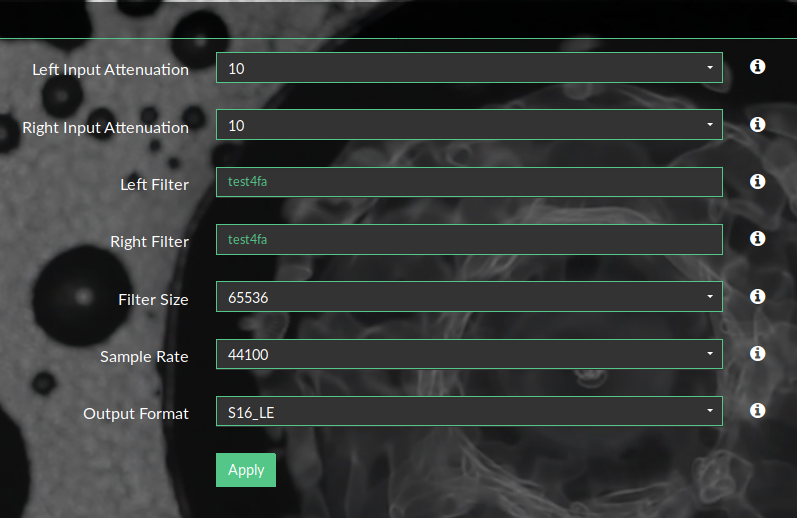 Left Input Attenuation 10
Right Input Attenuation 10
Left Filter test4fa
Right Filter test4fa
Filter Size 65536
Sample Rate 44100
Output Format S16_LE
Apply